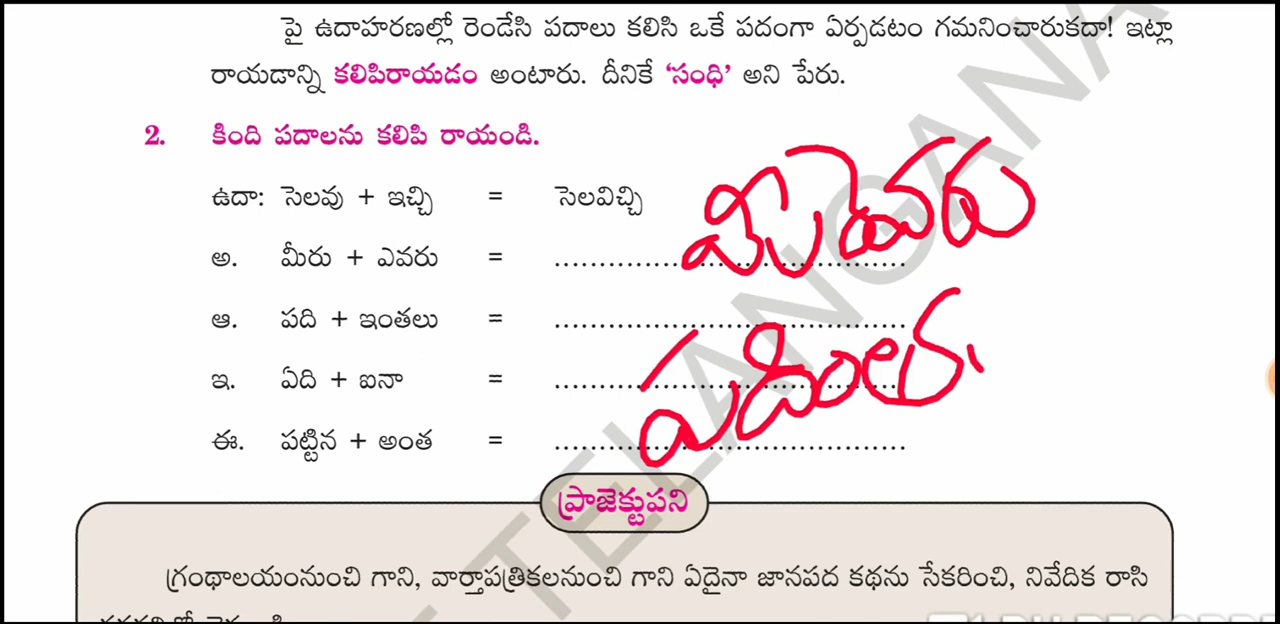 పై ఉదాహరణల్లో రెండేసి పదాలు కలిసి ఒకే పదంగా ఏర్పడటం గమనించారుకదా! ఇట్లా
రాయడాన్ని కలిపిరాయడం అంటారు. దీనికే ‘సంధి’ అని పేరు.
2. కింది పదాలను కలిపి రాయండి.
ఉదా: సెలవు + ఇచ్చి = సెలవిచ్చి
అ. మీరు + ఎవరు = ........................................ మీరెవరు
ఆ. పది + ఇంతలు = ........................................
ఇ. ఏది + ఐనా = ........................................ పదింత
ఈ. పట్టిన + అంత = ........................................
ప్రాజెక్టుపని
గ్రంథాలయంనుంచి గాని, వార్తాపత్రికలనుంచి గాని ఏదైనా జానపద కథను సేకరించి, నివేదిక రాసి
TELANGANA